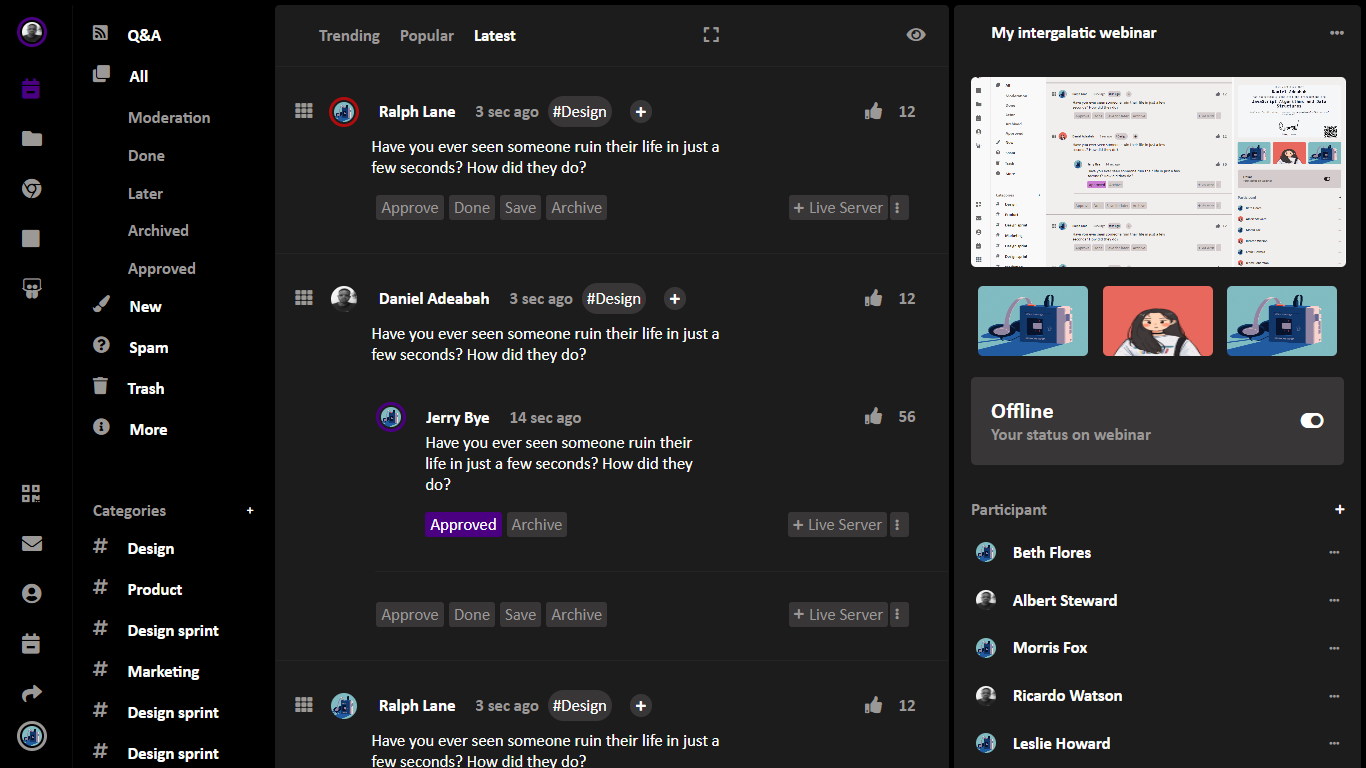 Q&A
All
Moderation
Done
Later
Archived
Approved
New
Spam
Trash
More
Categories +
# Design
# Product
# Design sprint
# Marketing
# Design sprint
# Design sprint
Trending Popular Latest
Ralph Lane 3 sec ago #Design + 12
Have you ever seen someone ruin their life in just a
few seconds? How did they do?
Approve Done Save Archive + Live Server
Daniel Adeabah 3 sec ago #Design + 12
Have you ever seen someone ruin their life in just a
few seconds? How did they do?
Jerry Bye 14 sec ago 56
Have you ever seen someone ruin their
life in just a few seconds? How did they
do?
Approved Archive + Live Server
Approve Done Save Archive + Live Server
Ralph Lane 3 sec ago #Design + 12
Have you ever seen someone ruin their life in just a
few seconds? How did they do?
My intergalatic webinar
Offline
Your status on webinar
Participant +
Beth Flores
Albert Steward
Morris Fox
Ricardo Watson
Leslie Howard